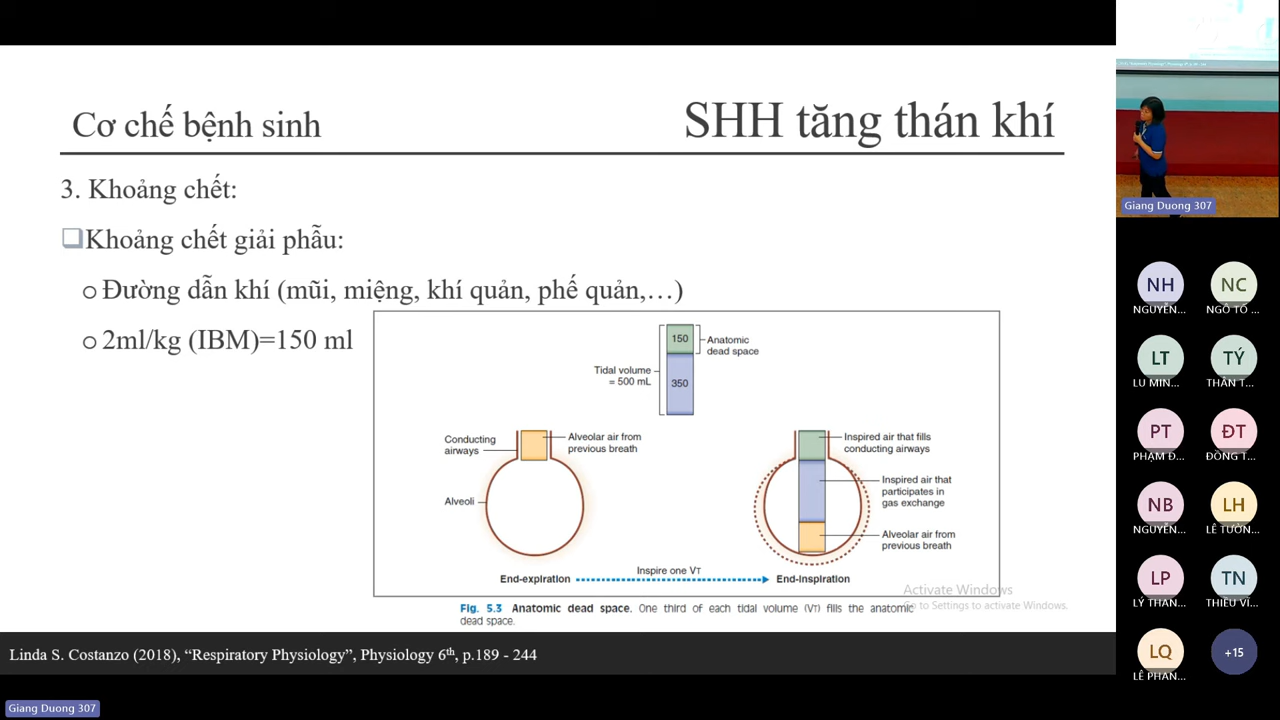 Cơ chế bệnh sinh
SHH tăng thán khí
3. Khoảng chết:
Khoảng chết giải phẫu:
Đường dẫn khí (mũi, miệng, khí quản, phế quản,…)
2ml/kg (IBM)=150 ml
150
Anatomic
dead space
Tidal volume
= 500 mL
350
Conducting
airways
Alveolar air from
previous breath
Alveoli
Inspired air that fills
conducting airways
Inspired air that
participates in
gas exchange
Alveolar air from
previous breath
End-expiration
Inspire one VT
End-inspiration
Fig. 5.3 Anatomic dead space. One third of each tidal volume (VT) fills the anatomic
dead space.
Activate Windows
Go to Settings to activate Windows.
Linda S. Costanzo (2018), “Respiratory Physiology”, Physiology 6th, p.189 - 244
Giang Duong 307
Giang Duong 307
NH
NGUYỄN...
NC
NGÔ TỐ ...
LT
LU MIN...
TÝ
THÂN T...
PT
PHẠM Đ...
ĐT
ĐỒNG T...
NB
NGUYỄN...
LH
LÊ TƯỜN...
LP
LÝ THAN...
TN
THIỀU VĨ...
LQ
LÊ PHAN...
+15